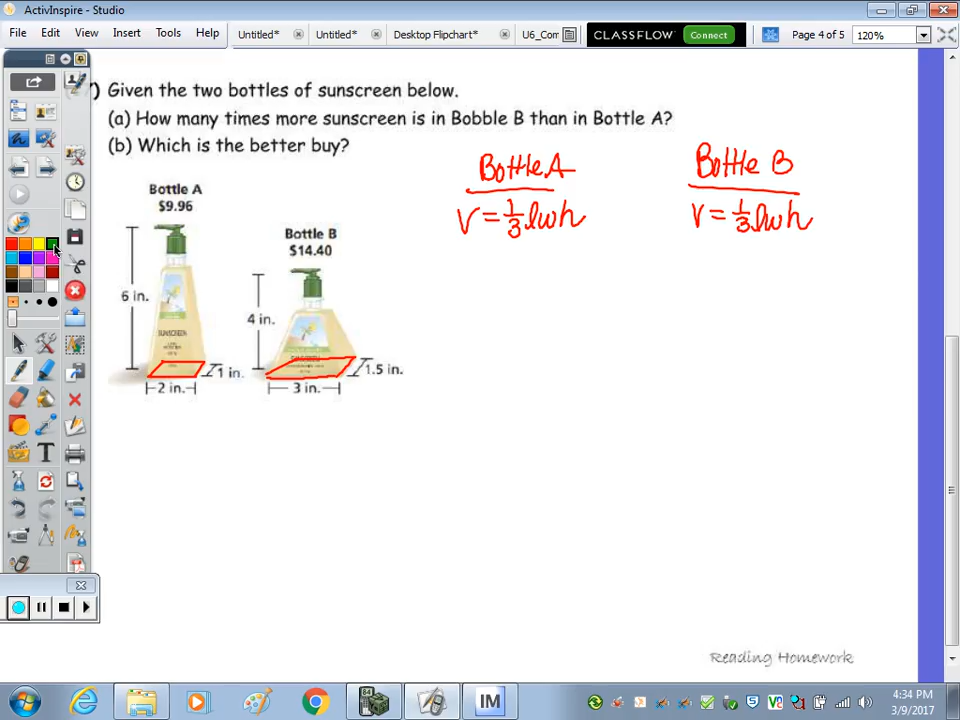 ActivInspire - Studio
File Edit View Insert Tools Help Untitled* Untitled* Desktop Flipchart* U6_Com CLASSFLOW Connect Page 4 of 5 120%
') Given the two bottles of sunscreen below.
(a) How many times more sunscreen is in Bobble B than in Bottle A?
(b) Which is the better buy?
Bottle A Bottle B
V = 1/3 lwh V = 1/3 lwh
Bottle A
$9.96
Bottle B
$14.40
6 in.
4 in.
SUNSCREEN
1 in. 1.5 in.
2 in. 3 in.
Reading Homework
84
IM
4:34 PM
3/9/2017